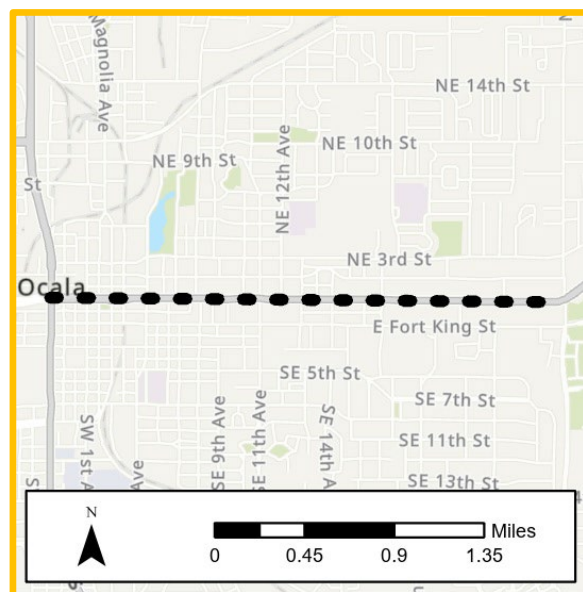 Magnolia Ave
NE 14th St
NE 10th St
NE 9th St
NE 12th Ave
St
NE 3rd St
Ocala
E Fort King St
SE 5th St
SE 7th St
SW 1st A
Ave
SE 9th Ave
SE 11th Ave
SE 14th A
SE 11th St
SE 13th St
S
N
Miles
0 0.45 0.9 1.35